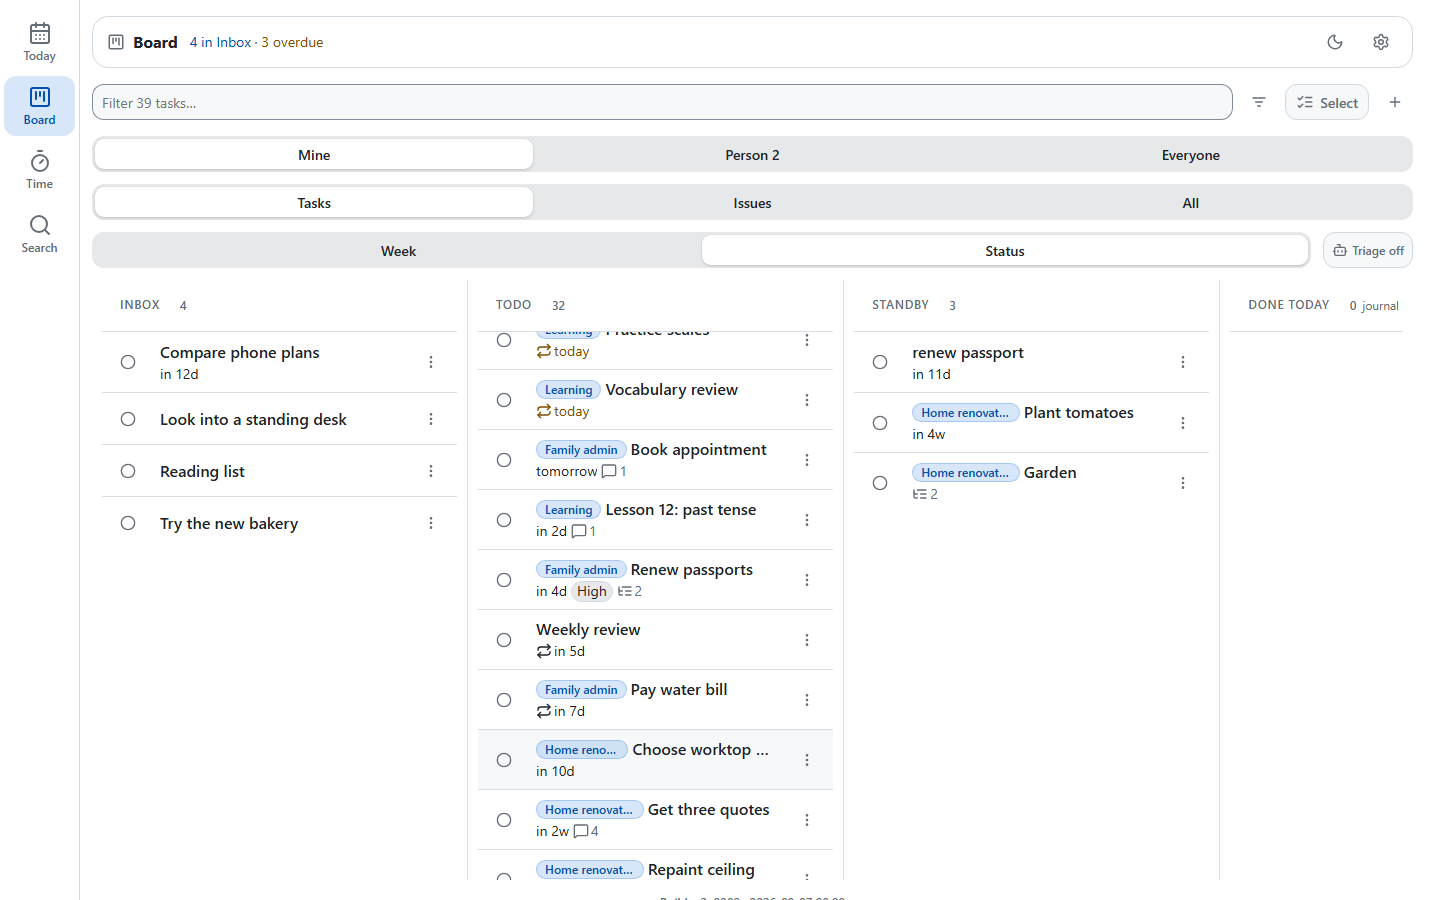 Today
Board
Time
Search
Board 4 in Inbox · 3 overdue
Filter 39 tasks...
Select
Mine Person 2 Everyone
Tasks Issues All
Week Status
Triage off
INBOX 4
Compare phone plans
in 12d
Look into a standing desk
Reading list
Try the new bakery
TODO 32
Learning Practice scales
today
Learning Vocabulary review
today
Family admin Book appointment
tomorrow 1
Learning Lesson 12: past tense
in 2d 1
Family admin Renew passports
in 4d High 2
Weekly review
in 5d
Family admin Pay water bill
in 7d
Home reno... Choose worktop ...
in 10d
Home renovat... Get three quotes
in 2w 4
Home renovat... Repaint ceiling
STANDBY 3
renew passport
in 11d
Home renovat... Plant tomatoes
in 4w
Home renovat... Garden
2
DONE TODAY 0 journal